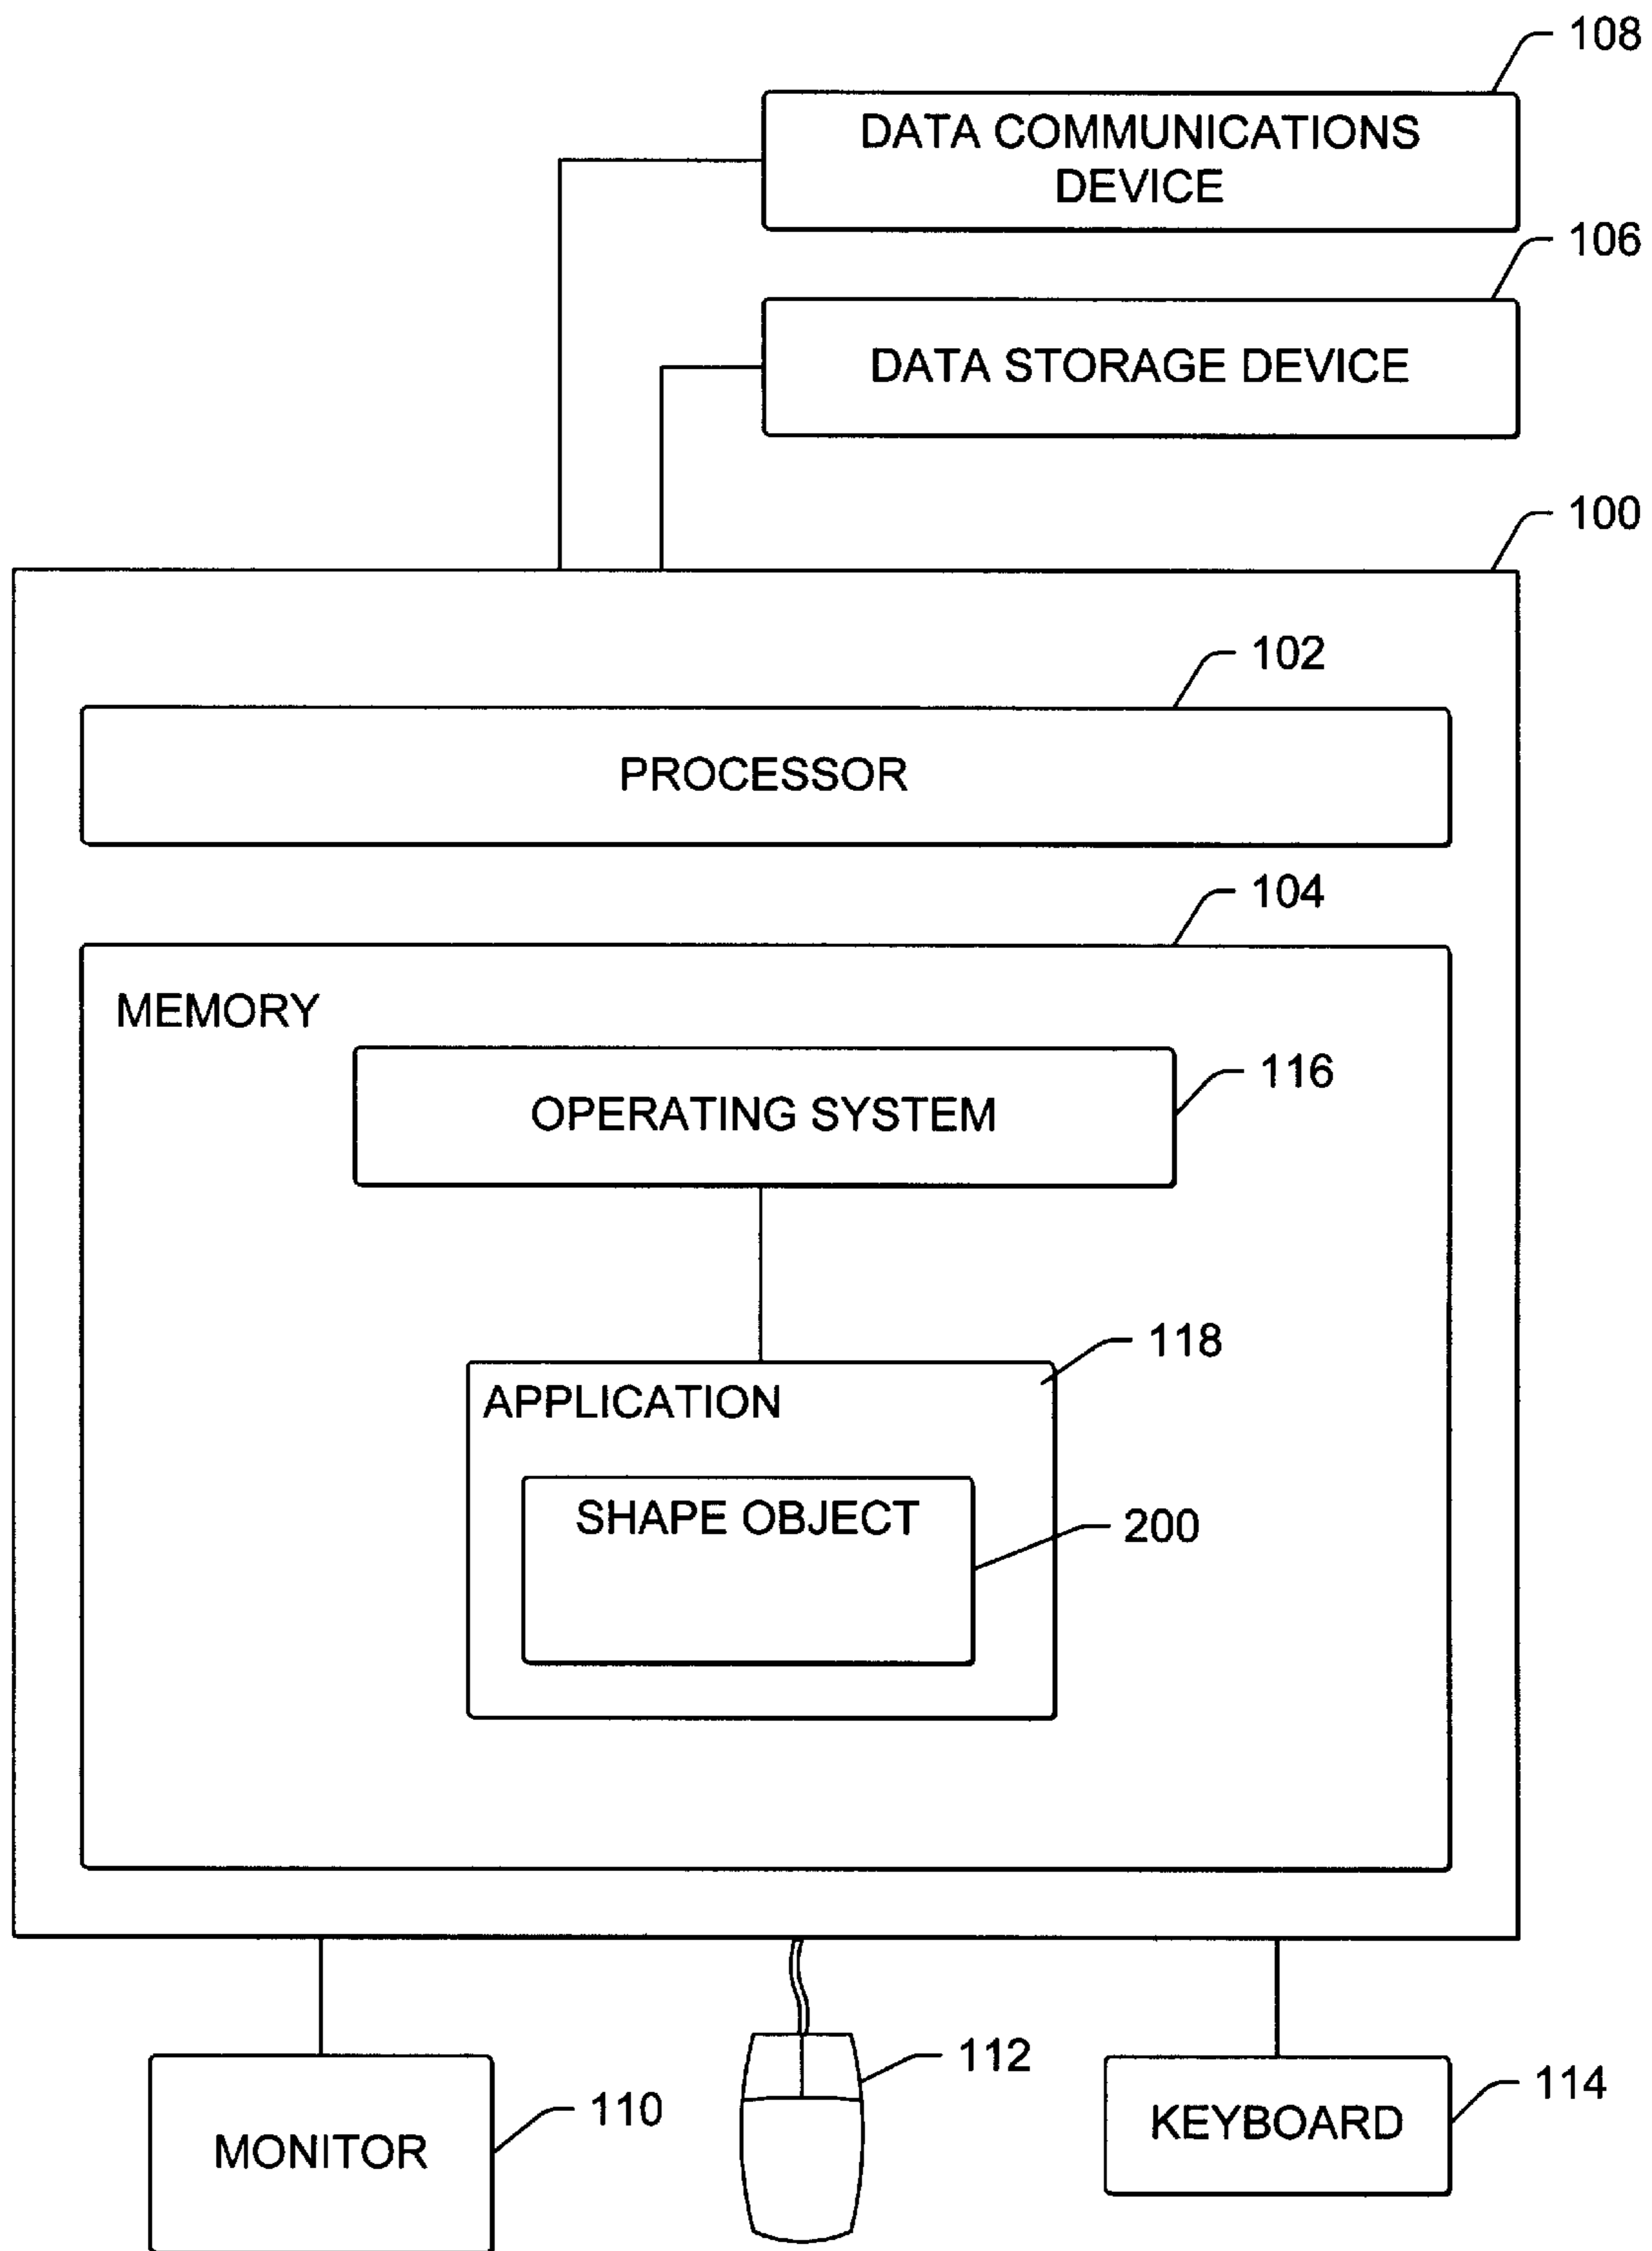 108
DATA COMMUNICATIONS
DEVICE
106
DATA STORAGE DEVICE
100
102
PROCESSOR
104
MEMORY
116
OPERATING SYSTEM
118
APPLICATION
SHAPE OBJECT
200
112
110
MONITOR
114
KEYBOARD